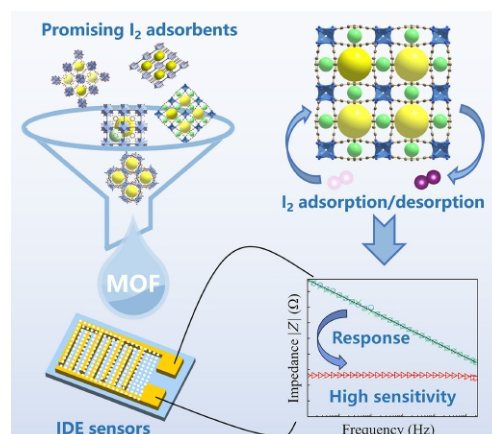 Promising I₂ adsorbents
I₂ adsorption/desorption
MOF
Impedance |Z| (Ω)
Response
High sensitivity
Frequency (Hz)
IDE sensors